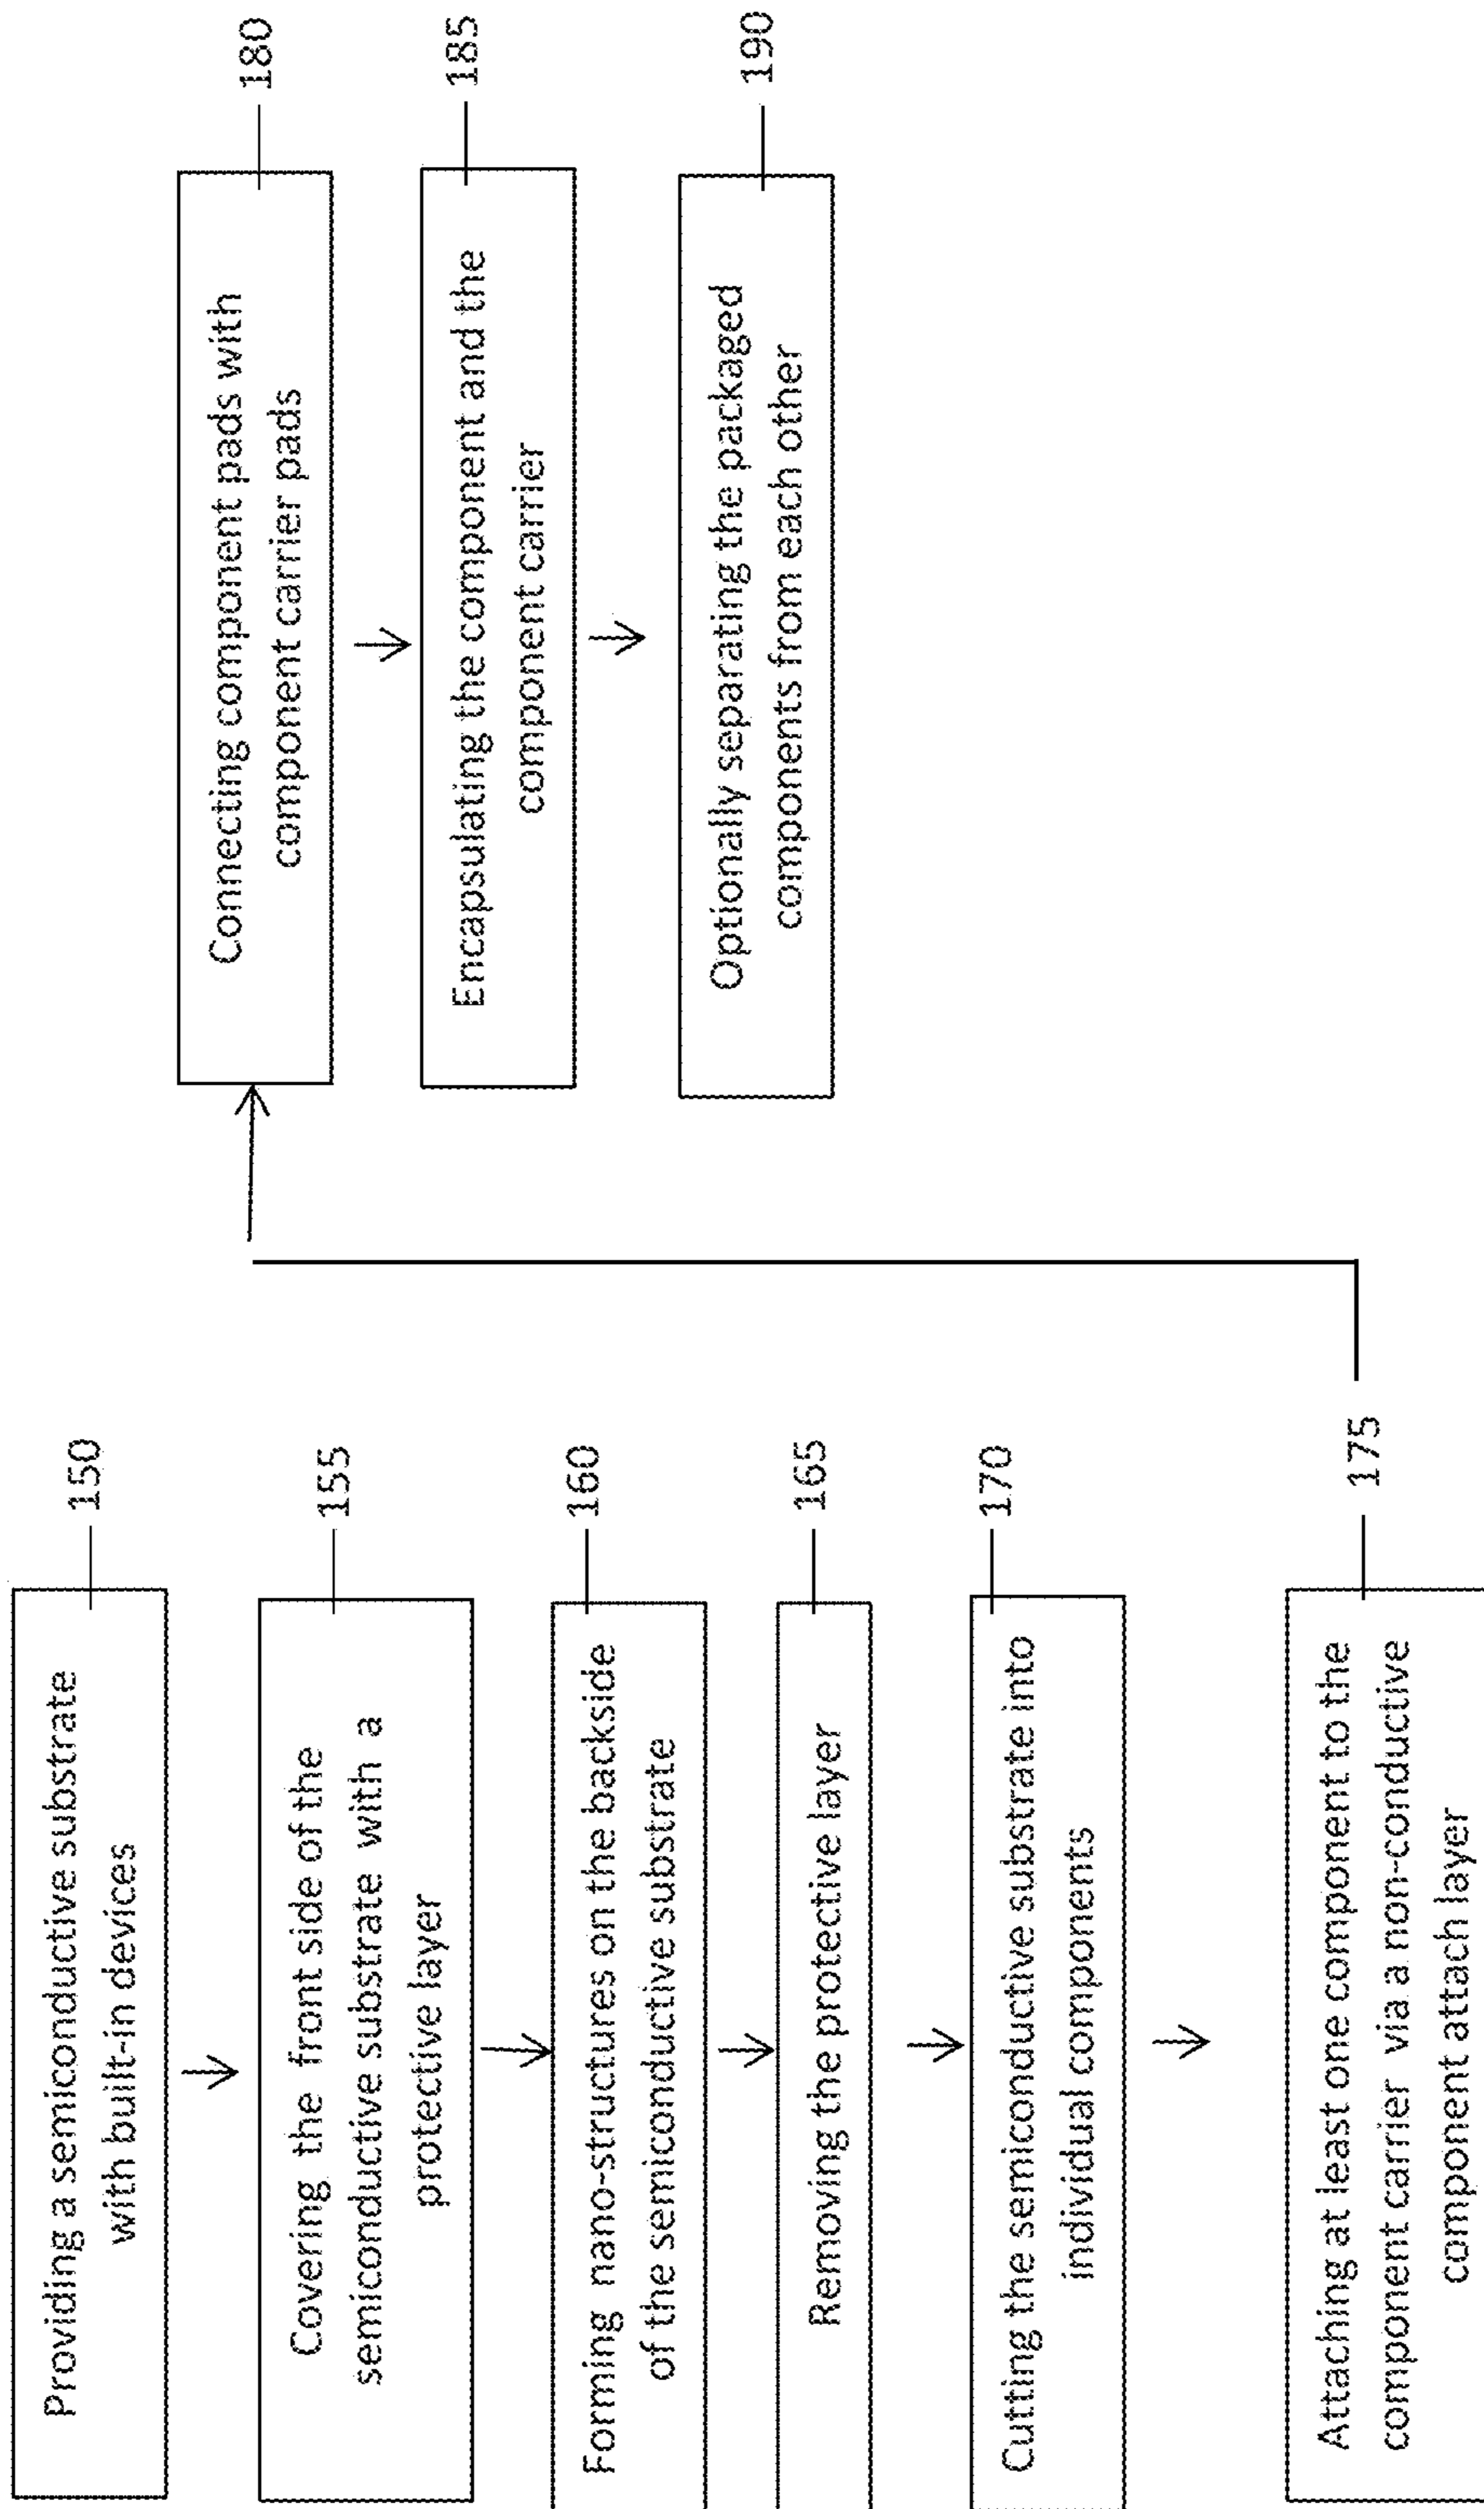 Providing a semiconductive substrate
with built-in devices
150
Covering the front side of the
semiconductive substrate with a
protective layer
155
Forming nano-structures on the backside
of the semiconductive substrate
160
Removing the protective layer
165
Cutting the semiconductive substrate into
individual components
170
Attaching at least one component to the
component carrier via a non-conductive
component attach layer
175
Connecting component pads with
component carrier pads
180
Encapsulating the component and the
component carrier
185
Optionally separating the packaged
components from each other
190